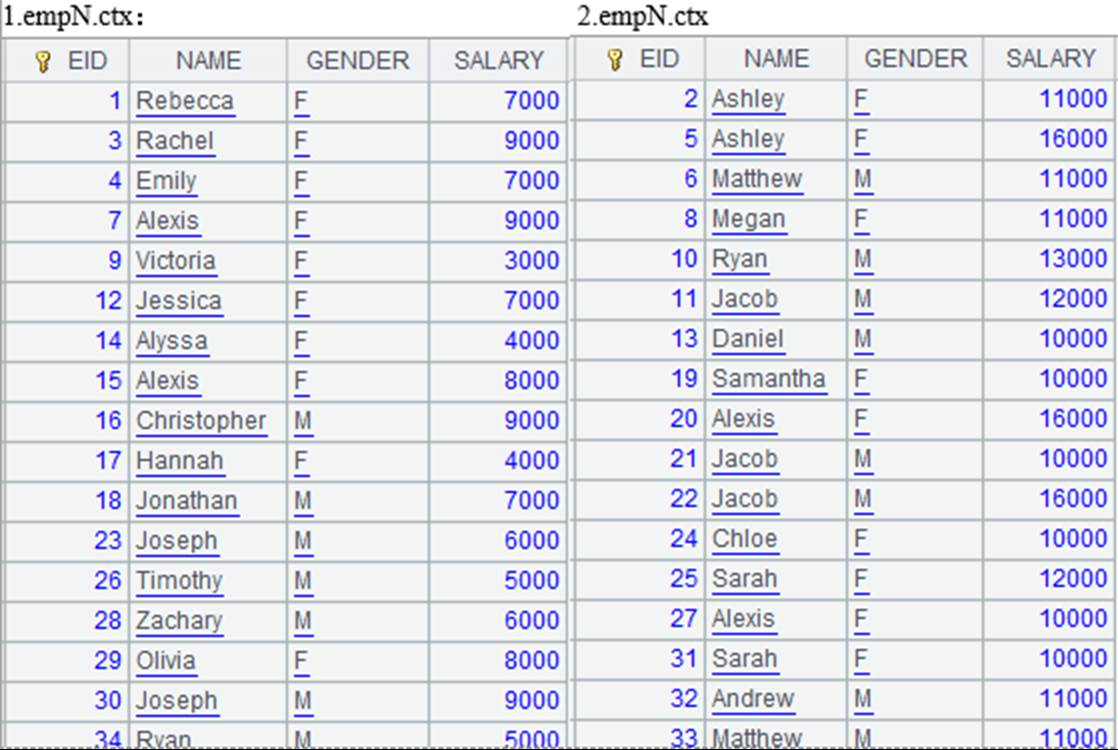 1.empN.ctx：
EID NAME GENDER SALARY
1 Rebecca F 7000
3 Rachel F 9000
4 Emily F 7000
7 Alexis F 9000
9 Victoria F 3000
12 Jessica F 7000
14 Alyssa F 4000
15 Alexis F 8000
16 Christopher M 9000
17 Hannah F 4000
18 Jonathan M 7000
23 Joseph M 6000
26 Timothy M 5000
28 Zachary M 6000
29 Olivia F 8000
30 Joseph M 9000
34 Ryan M 5000
2.empN.ctx
EID NAME GENDER SALARY
2 Ashley F 11000
5 Ashley F 16000
6 Matthew M 11000
8 Megan F 11000
10 Ryan M 13000
11 Jacob M 12000
13 Daniel M 10000
19 Samantha F 10000
20 Alexis F 16000
21 Jacob M 10000
22 Jacob M 16000
24 Chloe F 10000
25 Sarah F 12000
27 Alexis F 10000
31 Sarah F 10000
32 Andrew M 11000
33 Matthew M 11000